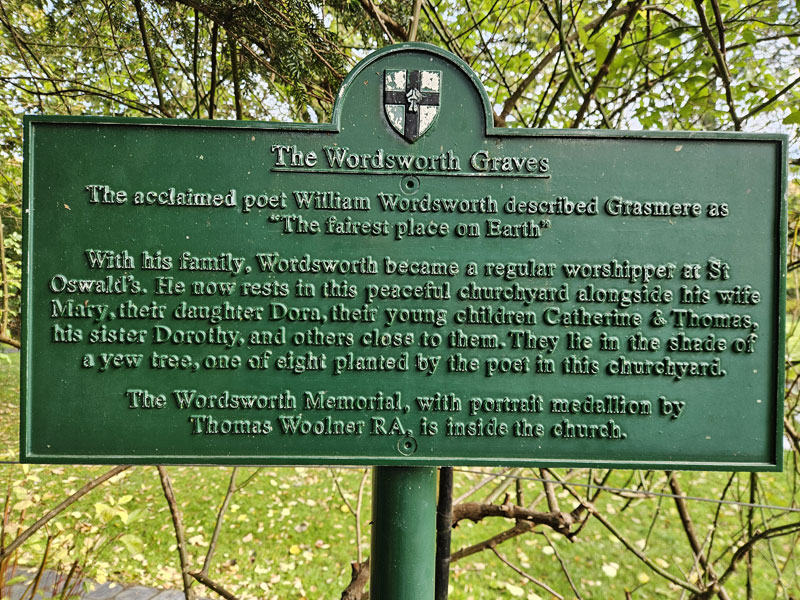 The Wordsworth Graves
The acclaimed poet William Wordsworth described Grasmere as
"The fairest place on Earth"
With his family, Wordsworth became a regular worshipper at St
Oswald's. He now rests in this peaceful churchyard alongside his wife
Mary, their daughter Dora, their young children Catherine & Thomas,
his sister Dorothy, and others close to them. They lie in the shade of
a yew tree, one of eight planted by the poet in this churchyard.
The Wordsworth Memorial, with portrait medallion by
Thomas Woolner RA, is inside the church.